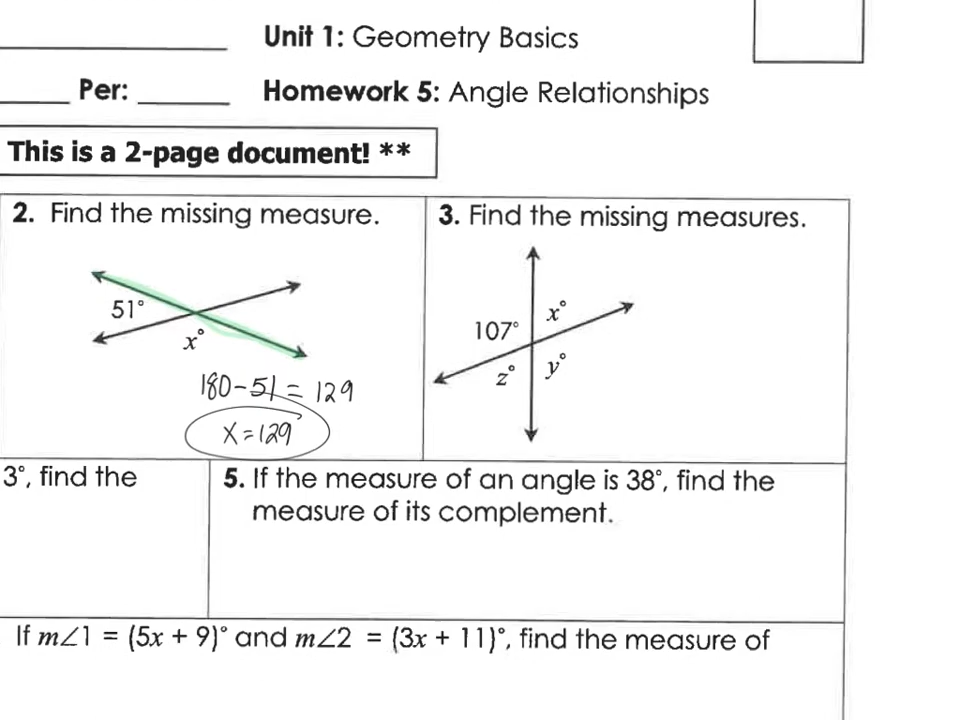 Unit 1: Geometry Basics
Per: Homework 5: Angle Relationships
This is a 2-page document! **
2. Find the missing measure.
51°
x°
180-51 = 129
x=129
3. Find the missing measures.
107°
x°
z°
y°
3°, find the
5. If the measure of an angle is 38°, find the
measure of its complement.
If m∠1 = (5x + 9)° and m∠2 = (3x + 11)°, find the measure of